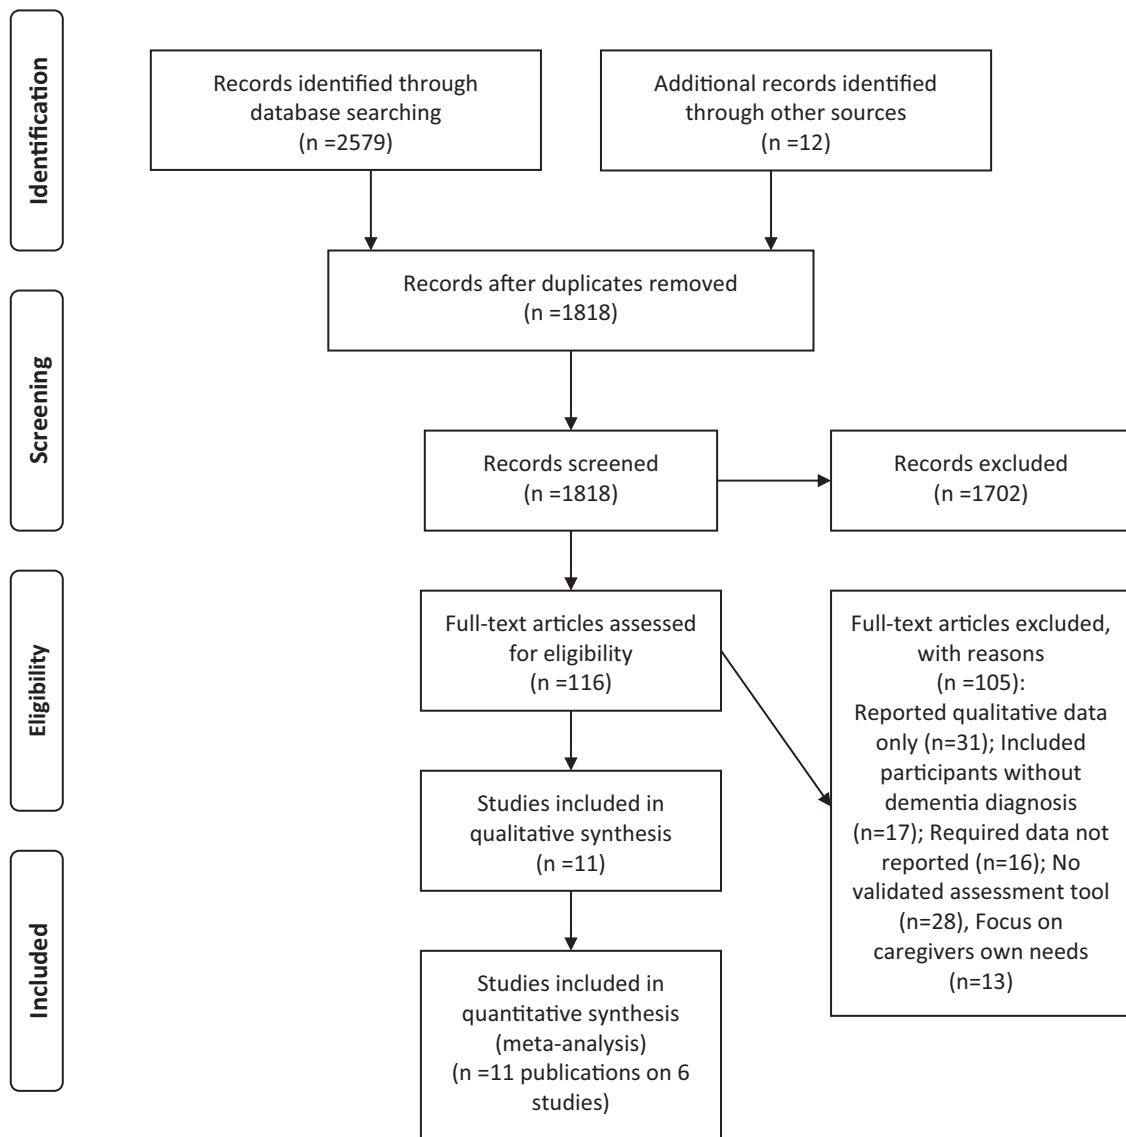 Identification
Records identified through
database searching
(n =2579)
Additional records identified
through other sources
(n =12)
Records after duplicates removed
(n =1818)
Screening
Records screened
(n =1818)
Records excluded
(n =1702)
Eligibility
Full-text articles assessed
for eligibility
(n =116)
Full-text articles excluded,
with reasons
(n =105):
Reported qualitative data
only (n=31); Included
participants without
dementia diagnosis
(n=17); Required data not
reported (n=16); No
validated assessment tool
(n=28), Focus on
caregivers own needs
(n=13)
Studies included in
qualitative synthesis
(n =11)
Included
Studies included in
quantitative synthesis
(meta-analysis)
(n =11 publications on 6
studies)